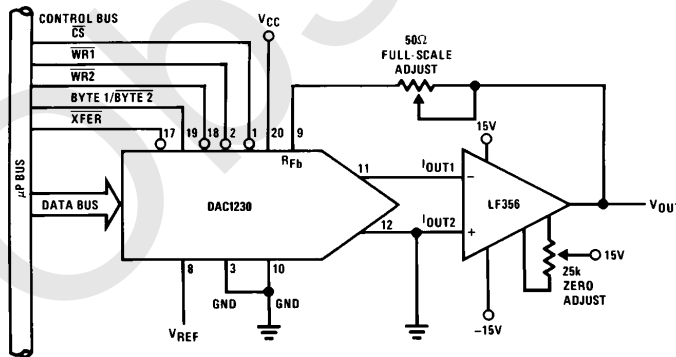 CONTROL BUS
CS
WR1
WR2
BYTE 1/BYTE 2
XFER
µP BUS
DATA BUS
VCC
50Ω
FULL-SCALE
ADJUST
17
19
18
2
1
20
9
RFb
DAC1230
11
IOUT1
12
IOUT2
8
3
10
GND
GND
VREF
15V
−
LF356
+
VOUT
15V
25k
ZERO
ADJUST
−15V
obs